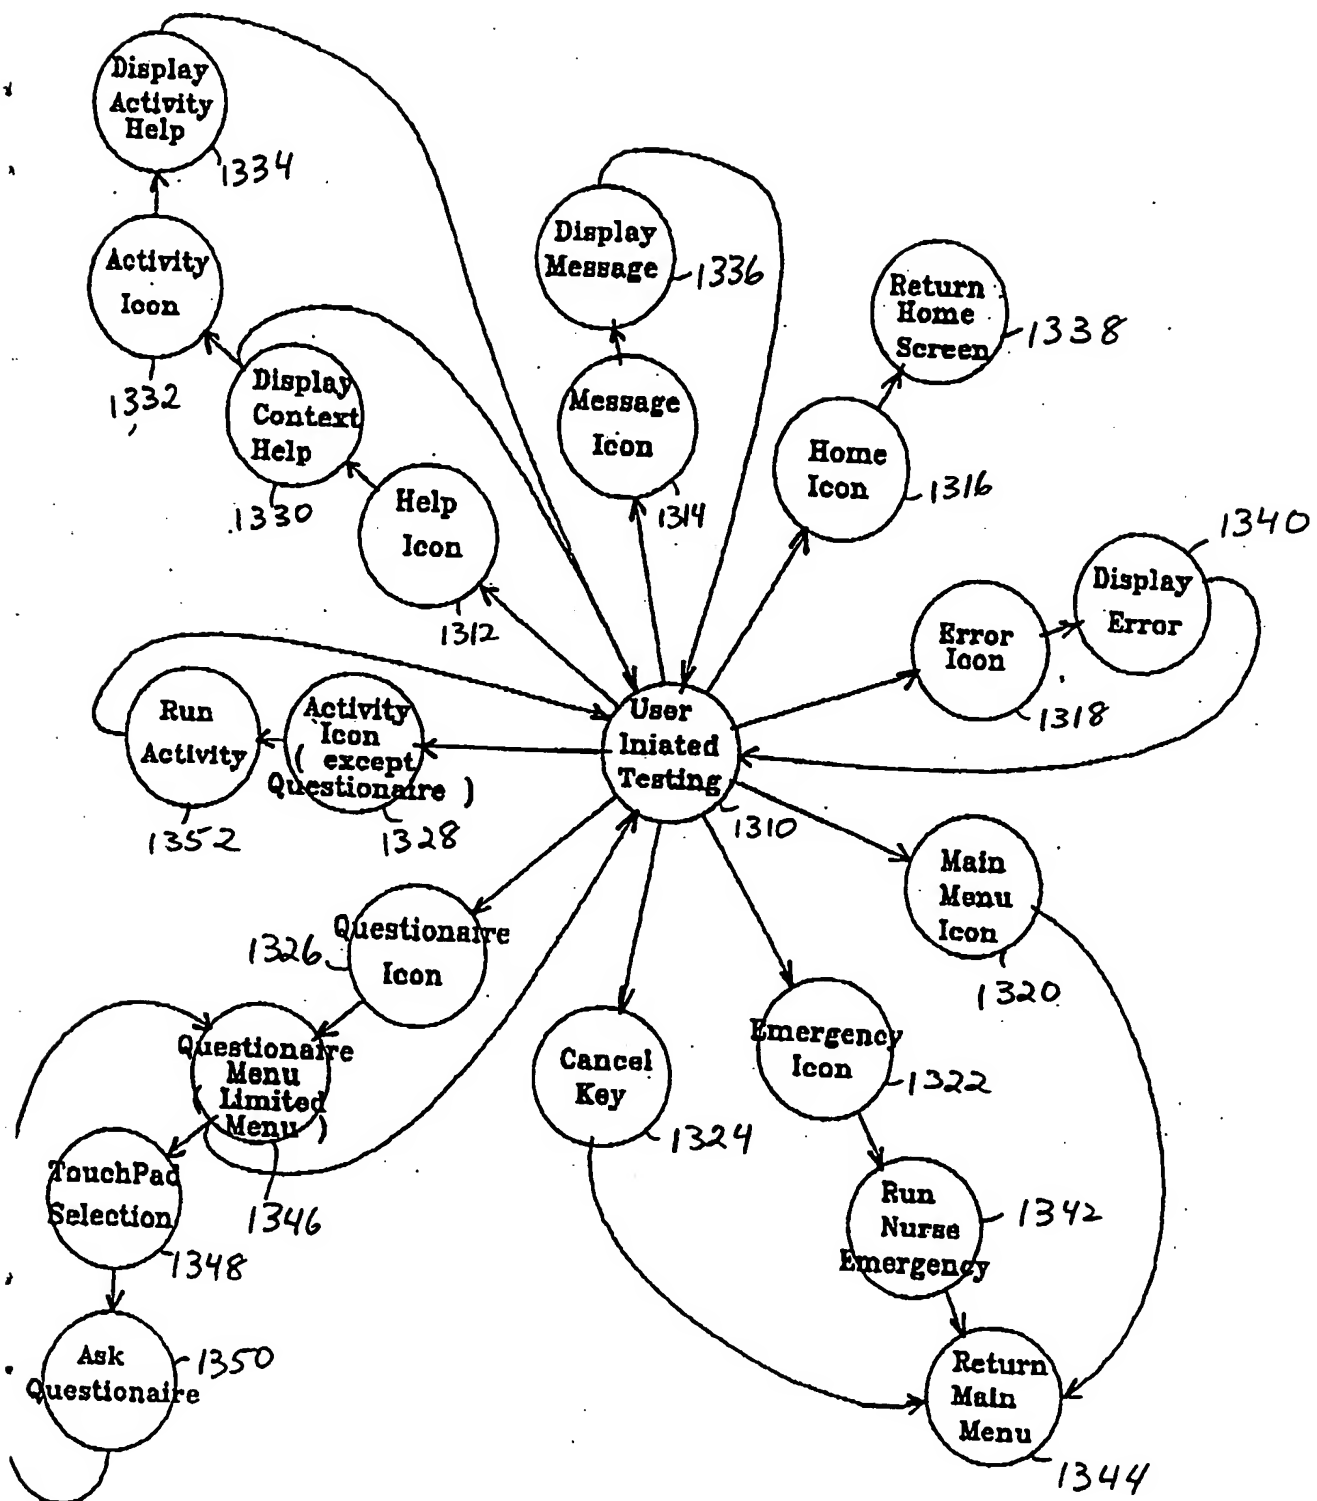 Display
Activity
Help
1334
Activity
Icon
1332
Display
Context
Help
1330
Help
Icon
1312
Display
Message
1336
Message
Icon
1314
Return
Home
Screen
1338
Home
Icon
1316
1340
Display
Error
Error
Icon
1318
User
Iniated
Testing
1310
Run
Activity
1352
Activity
Icon
( except
Questionaire )
1328
Main
Menu
Icon
1320
Questionaire
Icon
1326
Questionaire
Menu
( Limited
Menu )
1346
Cancel
Key
1324
Emergency
Icon
1322
TouchPad
Selection
1348
Run
Nurse
Emergency
1342
Ask
Questionaire
1350
Return
Main
Menu
1344